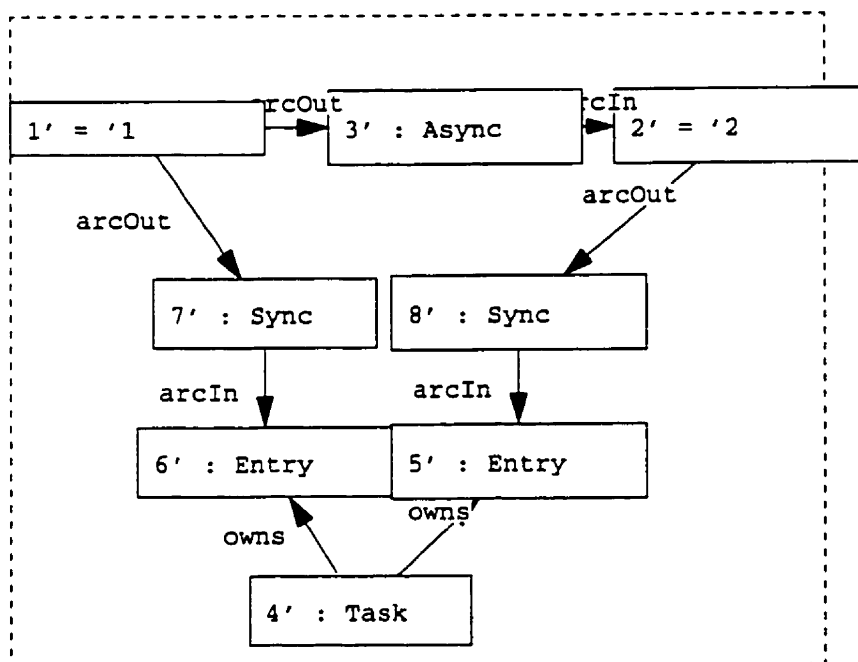 arcOut
rcIn
1' = '1
3' : Async
2' = '2
arcOut
arcOut
7' : Sync
8' : Sync
arcIn
arcIn
6' : Entry
5' : Entry
owns
owns
4' : Task